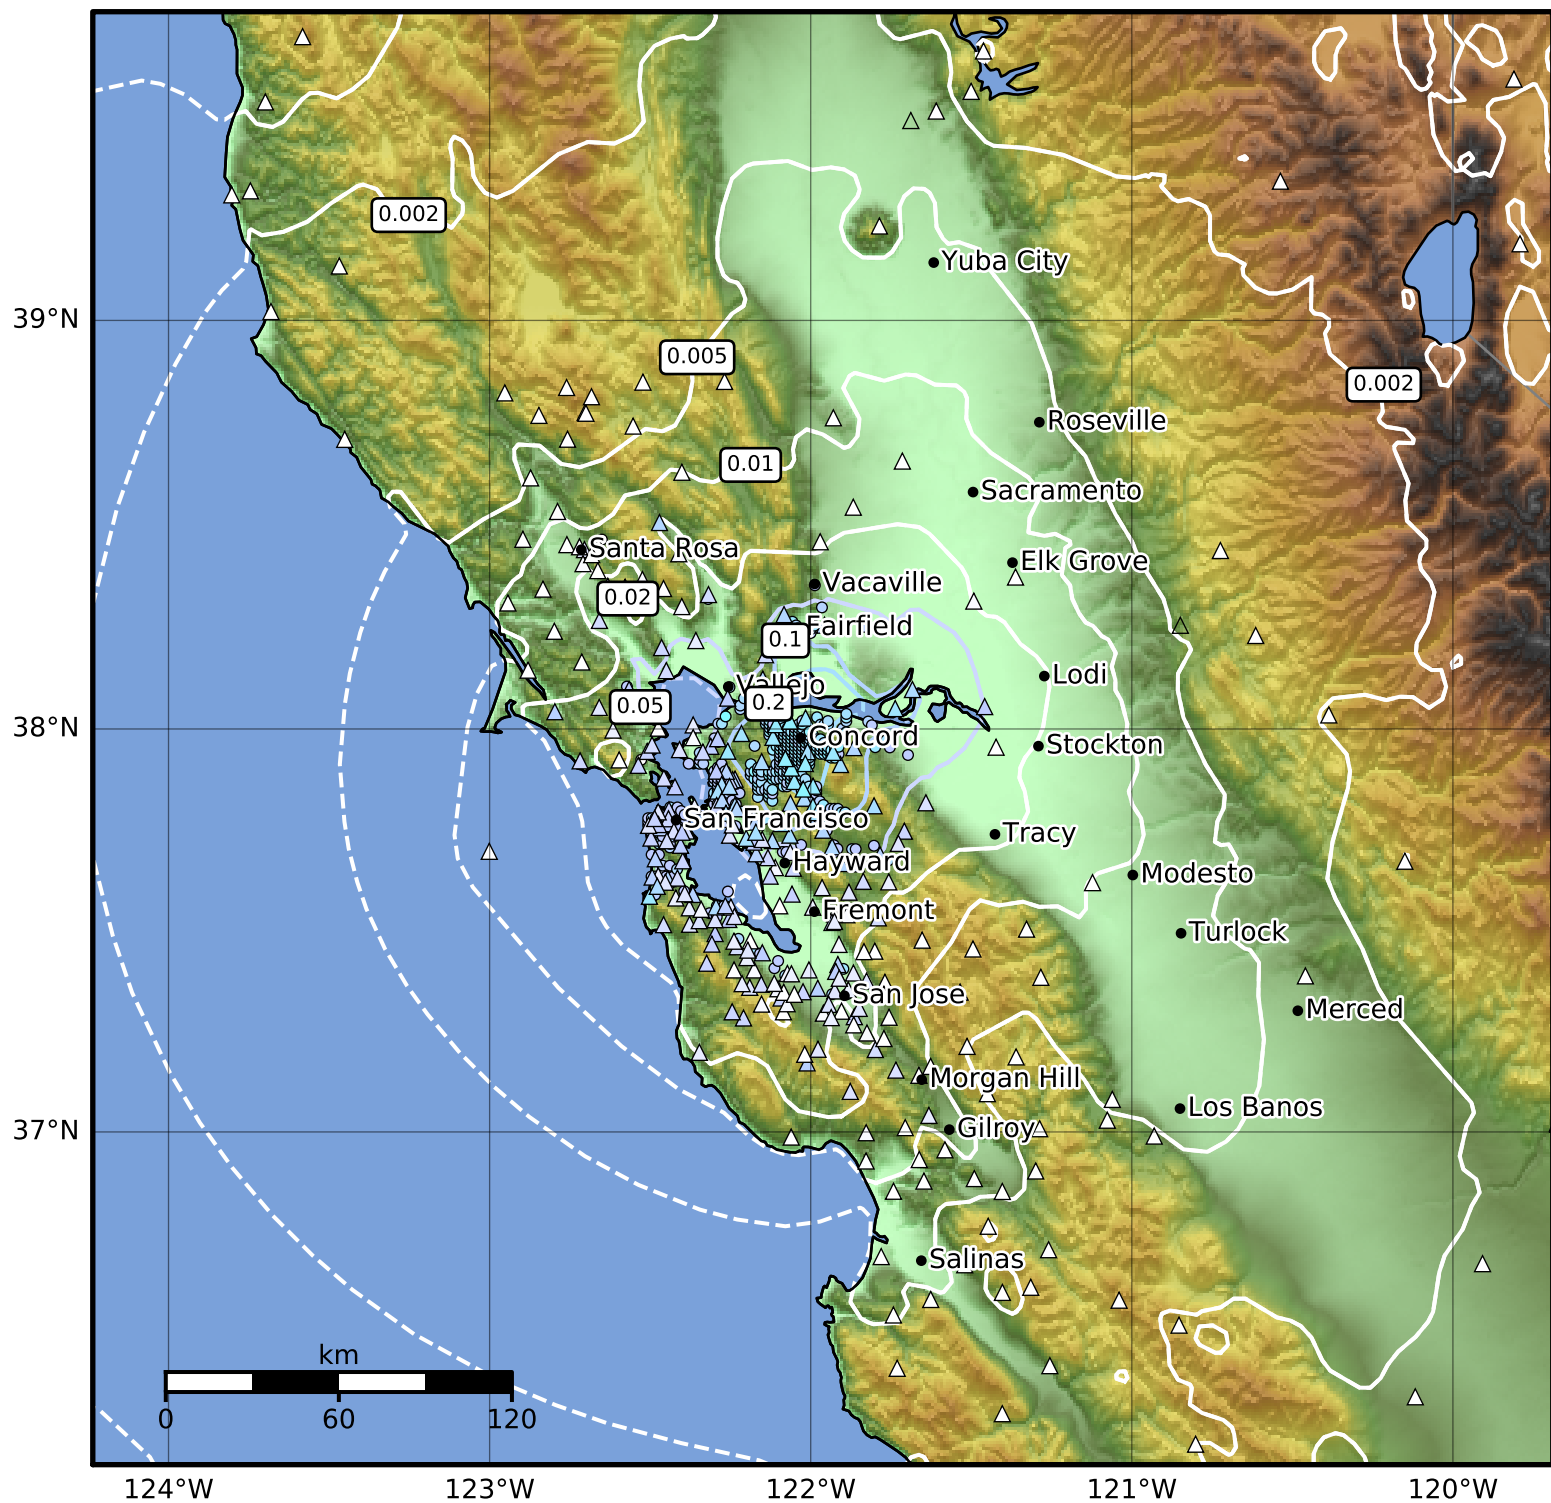 0.002
Yuba City
39°N
0.005
0.002
Roseville
0.01
Sacramento
Santa Rosa
Elk Grove
Vacaville
0.02
Fairfield
0.1
Lodi
Vallejo
0.05
0.2
38°N
Concord
Stockton
San Francisco
Tracy
Hayward
Modesto
Fremont
Turlock
San Jose
Merced
Morgan Hill
Los Banos
37°N
Gilroy
Salinas
km
0 60 120
124°W 123°W 122°W 121°W 120°W